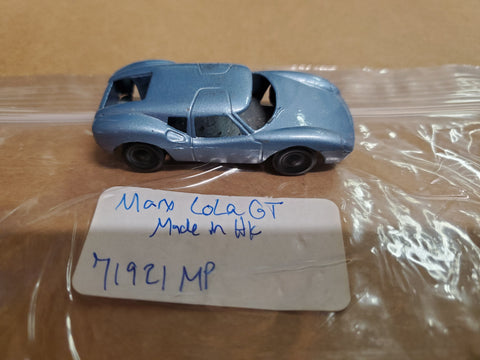 Marx Lola GT
Made in HK
71921 MP